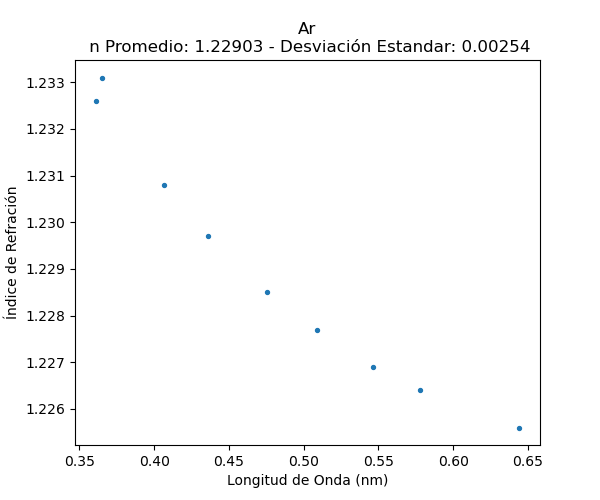 Ar
n Promedio: 1.22903 - Desviación Estandar: 0.00254
1.233
1.232
1.231
1.230
1.229
1.228
1.227
1.226
Índice de Refración
0.35 0.40 0.45 0.50 0.55 0.60 0.65
Longitud de Onda (nm)